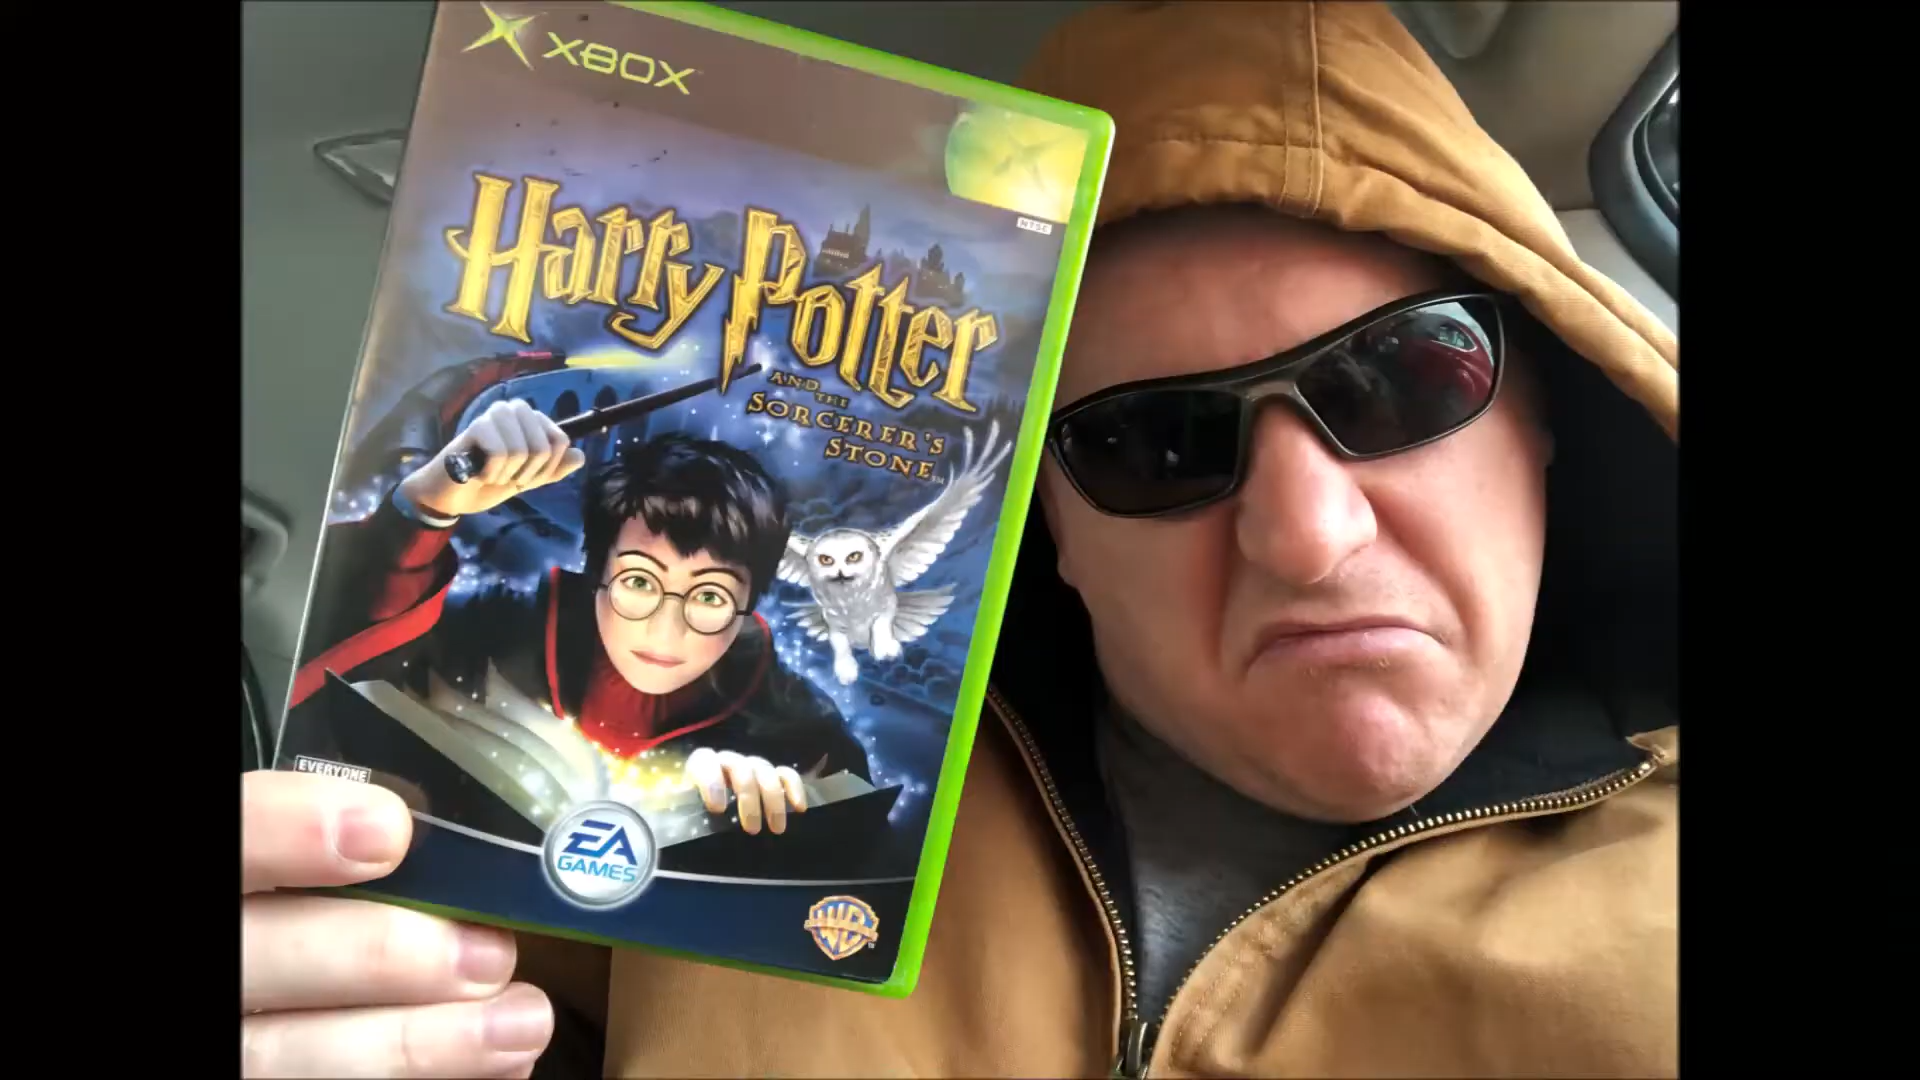 XBOX
NTSC
Harry Potter
AND
THE
SORCERER'S
STONE
EVERYONE
EA
GAMES
WB